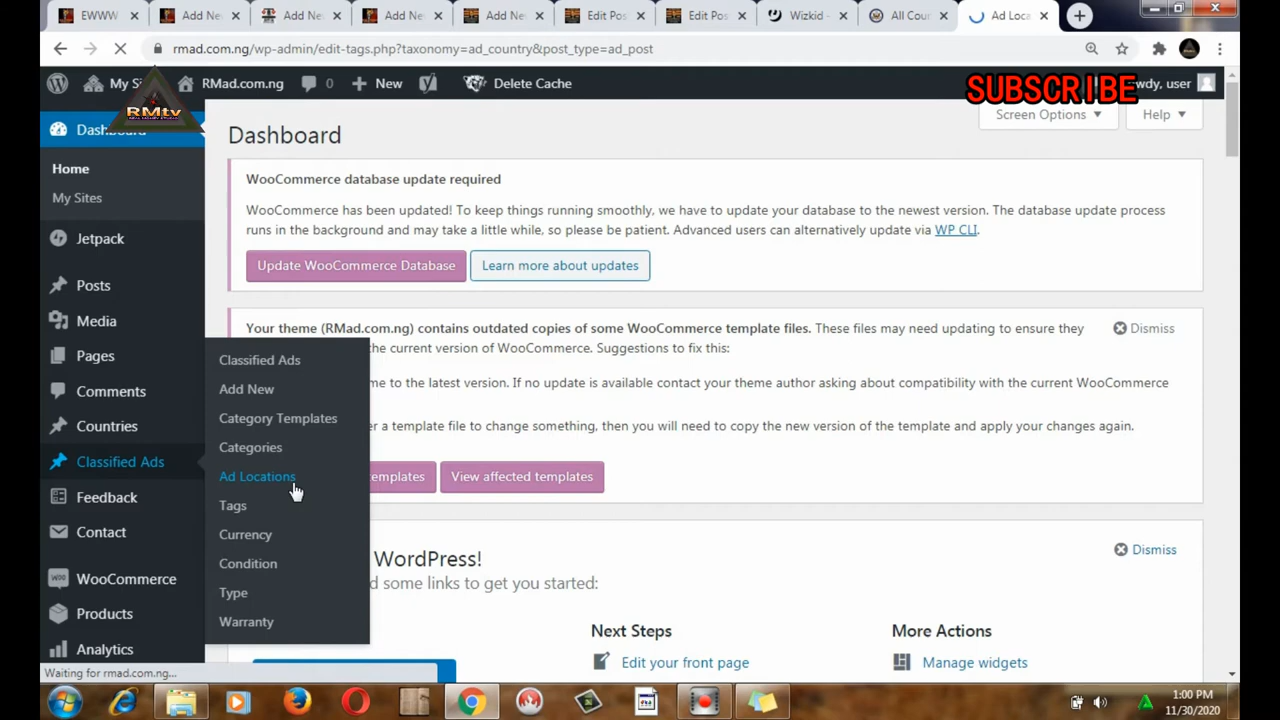 EWWW
Add New
Add New
Add New
Add New
Edit Pos
Edit Pos
Wizkid -
All Cour
Ad Loca
rmad.com.ng/wp-admin/edit-tags.php?taxonomy=ad_country&post_type=ad_post
My Si
RMad.com.ng
0
New
Delete Cache
SUBSCRIBE
wdy, user
RMtv
Dashboard
Home
My Sites
Jetpack
Posts
Media
Pages
Comments
Countries
Classified Ads
Feedback
Contact
WooCommerce
Products
Analytics
Classified Ads
Add New
Category Templates
Categories
Ad Locations
Tags
Currency
Condition
Type
Warranty
Dashboard
Screen Options
Help
WooCommerce database update required
WooCommerce has been updated! To keep things running smoothly, we have to update your database to the newest version. The database update process
runs in the background and may take a little while, so please be patient. Advanced users can alternatively update via WP CLI.
Update WooCommerce Database
Learn more about updates
Your theme (RMad.com.ng) contains outdated copies of some WooCommerce template files. These files may need updating to ensure they
the current version of WooCommerce. Suggestions to fix this:
Dismiss
me to the latest version. If no update is available contact your theme author asking about compatibility with the current WooCommerce
r a template file to change something, then you will need to copy the new version of the template and apply your changes again.
templates
View affected templates
WordPress!
d some links to get you started:
Dismiss
Next Steps
Edit your front page
More Actions
Manage widgets
Waiting for rmad.com.ng...
1:00 PM
11/30/2020